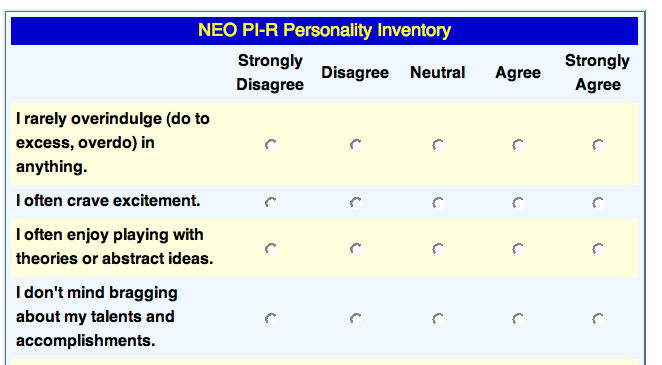 NEO PI-R Personality Inventory
Strongly Disagree Disagree Neutral Agree Strongly Agree
I rarely overindulge (do to
excess, overdo) in
anything.
I often crave excitement.
I often enjoy playing with
theories or abstract ideas.
I don't mind bragging
about my talents and
accomplishments.